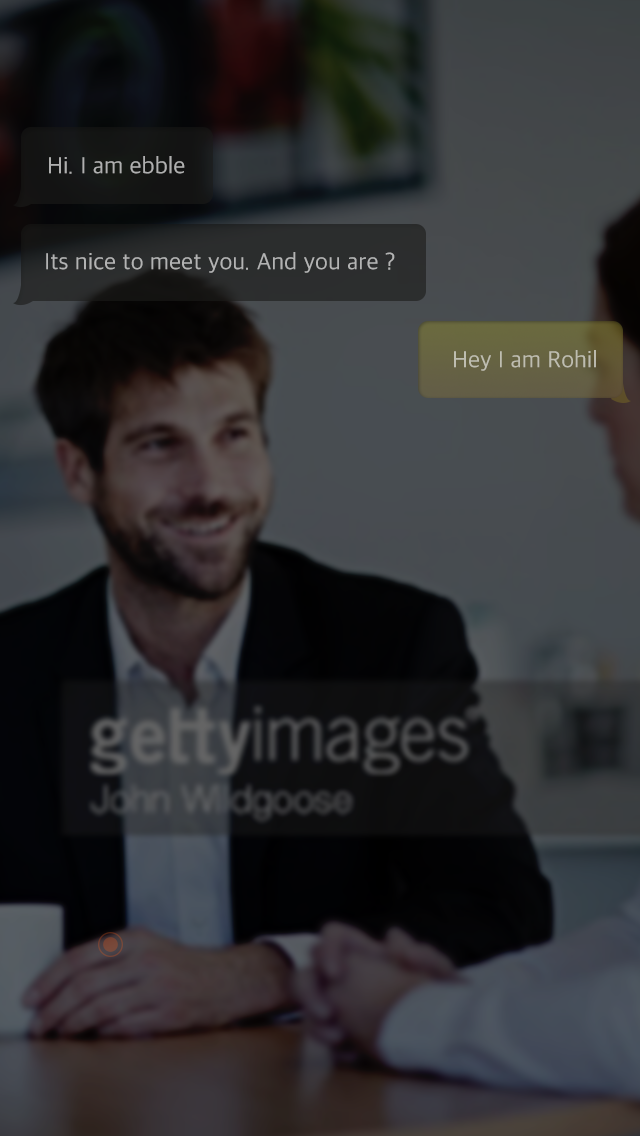 Hi. I am ebble
Its nice to meet you. And you are ?
Hey I am Rohil
gettyimages
John Wildgoose